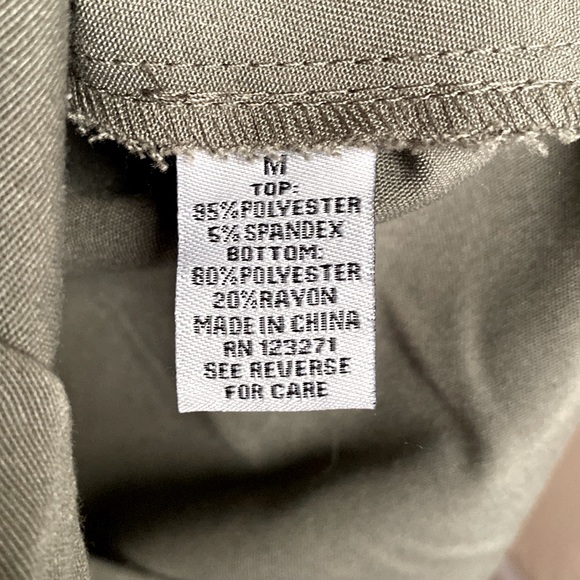 M
TOP:
95%POLYESTER
5% SPANDEX
BOTTOM:
80%POLYESTER
20%RAYON
MADE IN CHINA
RN 123271
SEE REVERSE
FOR CARE